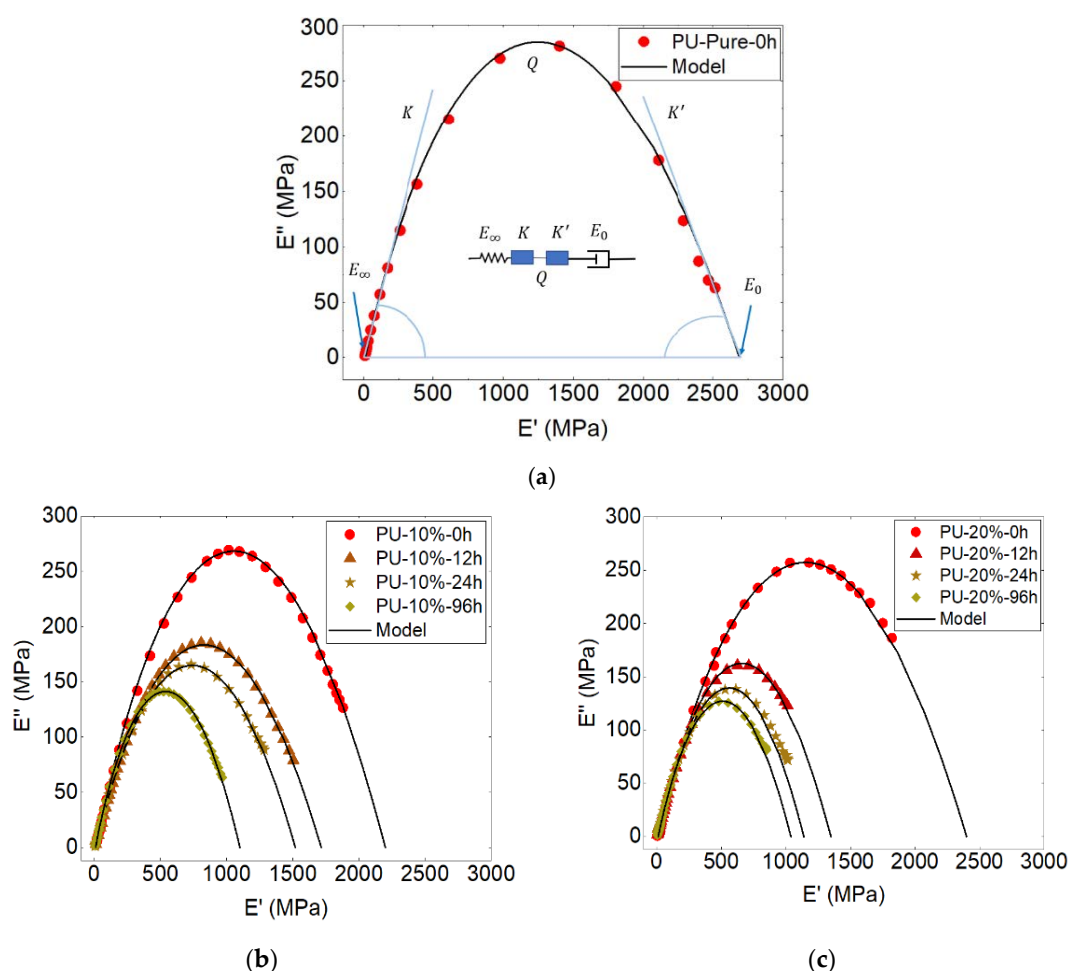 300
250
200
150
100
50
0
E" (MPa)
0 500 1000 1500 2000 2500 3000
E' (MPa)
PU-Pure-0h
Model
Q
K
K′
E∞ K K′ E₀
Q
E∞
E₀
(a)
300
250
200
150
100
50
0
E" (MPa)
0 500 1000 1500 2000 2500 3000
E' (MPa)
PU-10%-0h
PU-10%-12h
PU-10%-24h
PU-10%-96h
Model
(b)
300
250
200
150
100
50
0
E" (MPa)
0 500 1000 1500 2000 2500 3000
E' (MPa)
PU-20%-0h
PU-20%-12h
PU-20%-24h
PU-20%-96h
Model
(c)